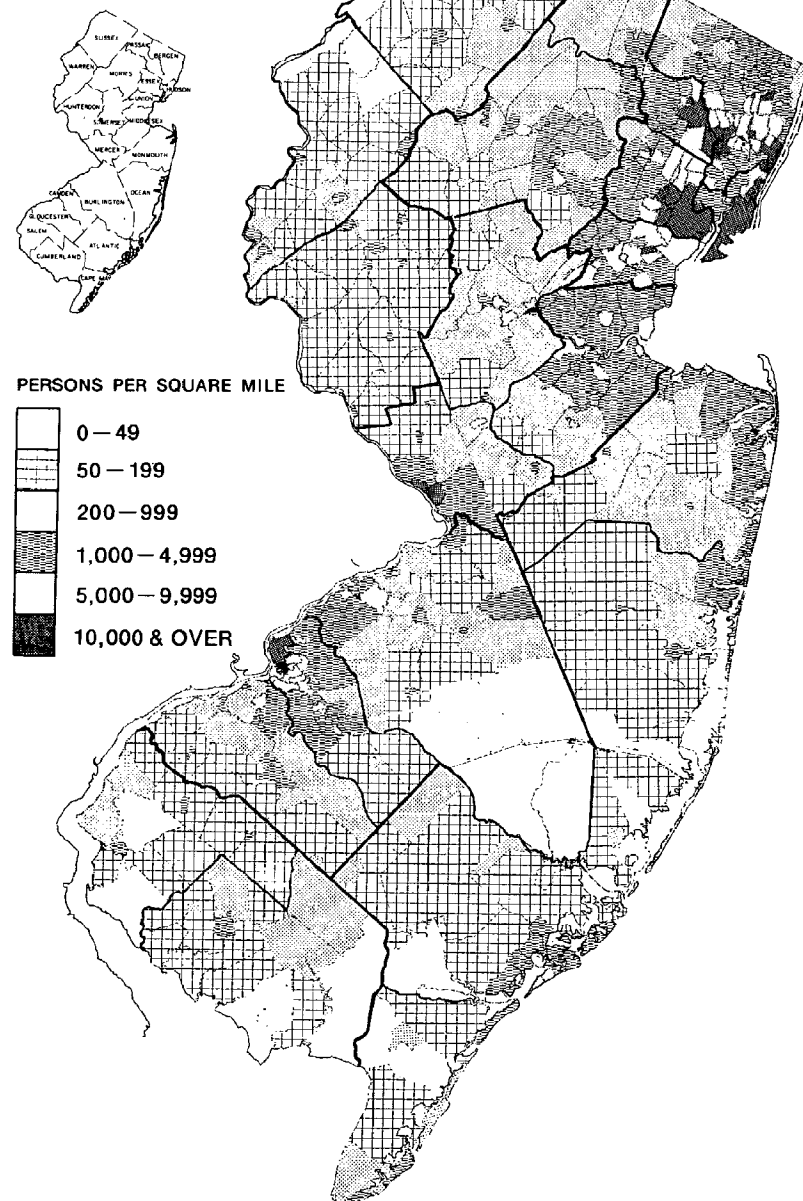 SUSSEX
PASSAIC
BERGEN
WARREN
MORRIS
ESSEX
HUDSON
UNION
HUNTERDON
SOMERSET
MIDDLESEX
MERCER
MONMOUTH
OCEAN
CAMDEN
BURLINGTON
GLOUCESTER
SALEM
ATLANTIC
CUMBERLAND
CAPE MAY
PERSONS PER SQUARE MILE
0—49
50—199
200—999
1,000—4,999
5,000—9,999
10,000 & OVER